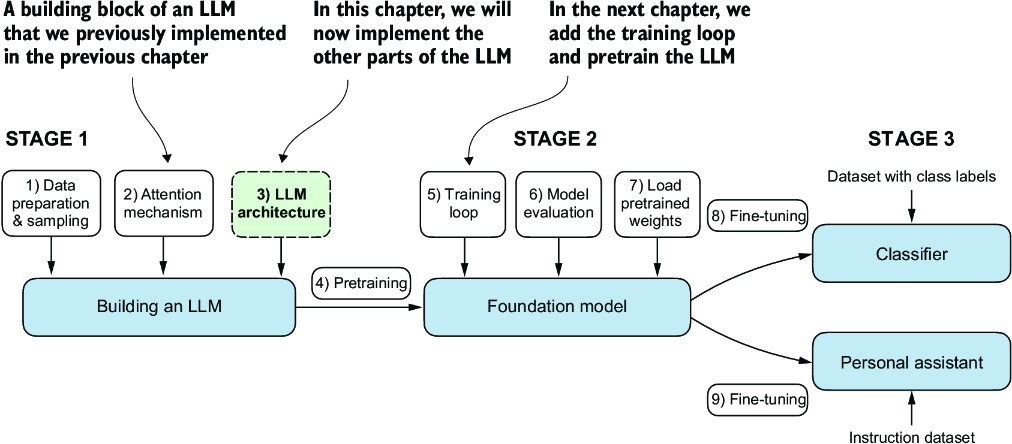 A building block of an LLM
that we previously implemented
in the previous chapter
In this chapter, we will
now implement the
other parts of the LLM
In the next chapter, we
add the training loop
and pretrain the LLM
STAGE 1
STAGE 2
STAGE 3
1) Data
preparation
& sampling
2) Attention
mechanism
3) LLM
architecture
5) Training
loop
6) Model
evaluation
7) Load
pretrained
weights
8) Fine-tuning
Dataset with class labels
Classifier
Building an LLM
4) Pretraining
Foundation model
Personal assistant
9) Fine-tuning
Instruction dataset